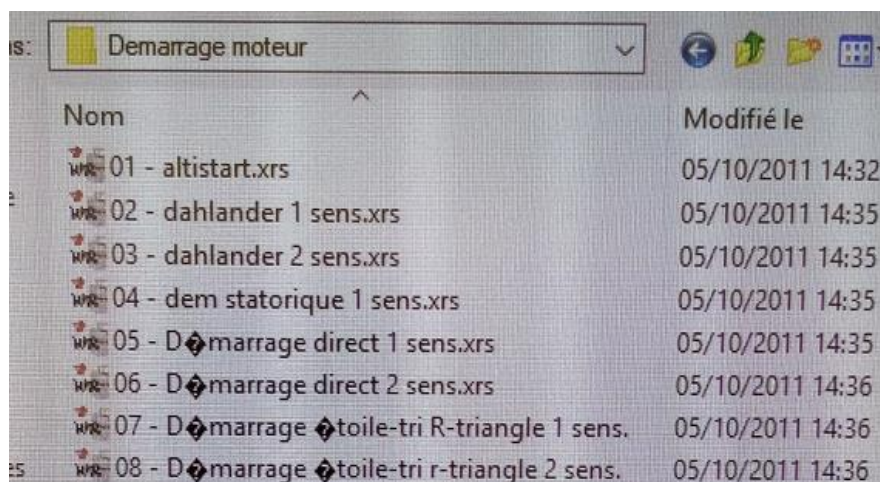 ns:
Demarrage moteur
Nom Modifié le
01 - altistart.xrs 05/10/2011 14:32
02 - dahlander 1 sens.xrs 05/10/2011 14:35
03 - dahlander 2 sens.xrs 05/10/2011 14:35
04 - dem statorique 1 sens.xrs 05/10/2011 14:35
05 - D�marrage direct 1 sens.xrs 05/10/2011 14:35
06 - D�marrage direct 2 sens.xrs 05/10/2011 14:36
07 - D�marrage �toile-tri R-triangle 1 sens. 05/10/2011 14:36
08 - D�marrage �toile-tri r-triangle 2 sens. 05/10/2011 14:36